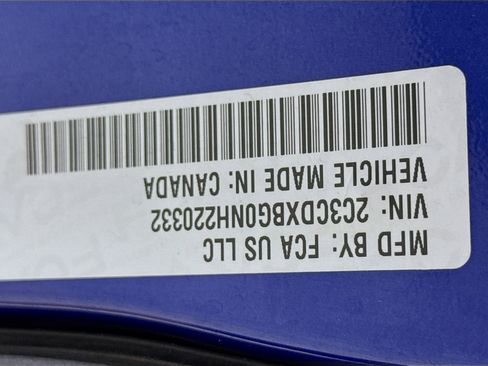 MFD BY: FCA US LLC
VIN: 2C3CDXBG0NH220332
VEHICLE MADE IN: CANADA